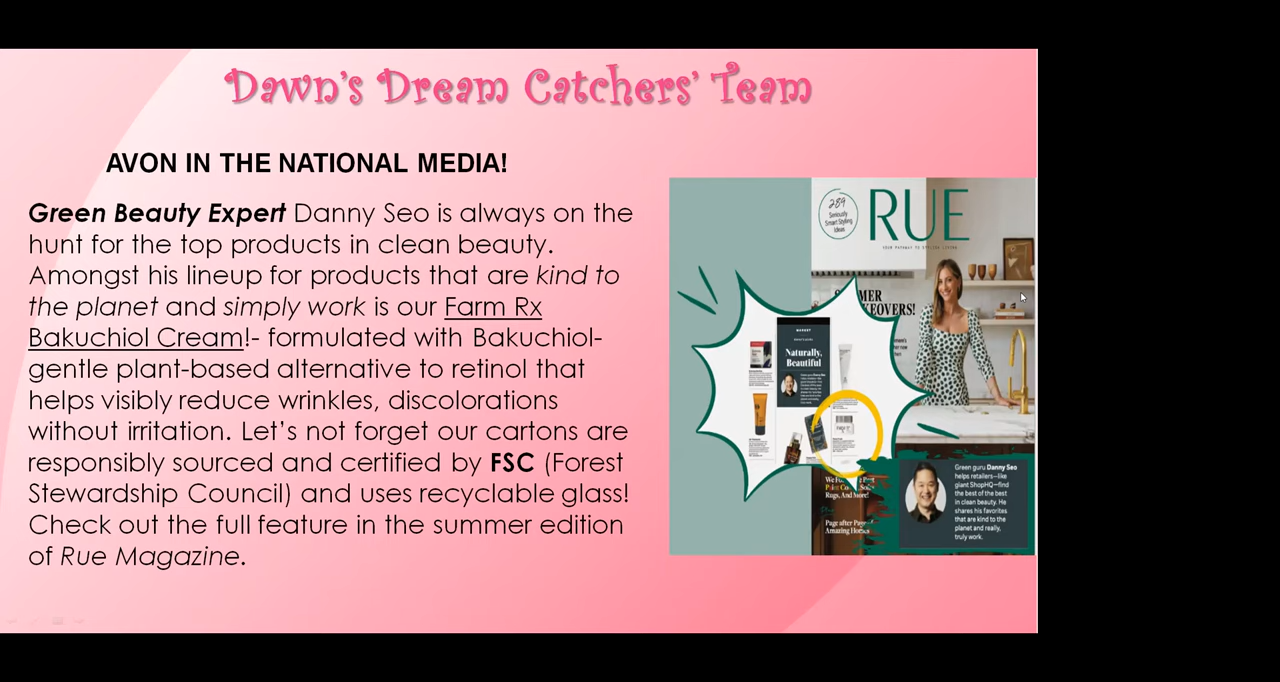 Dawn's Dream Catchers' Team
AVON IN THE NATIONAL MEDIA!
Green Beauty Expert Danny Seo is always on the
hunt for the top products in clean beauty.
Amongst his lineup for products that are kind to
the planet and simply work is our Farm Rx
Bakuchiol Cream!- formulated with Bakuchiol-
gentle plant-based alternative to retinol that
helps visibly reduce wrinkles, discolorations
without irritation. Let's not forget our cartons are
responsibly sourced and certified by FSC (Forest
Stewardship Council) and uses recyclable glass!
Check out the full feature in the summer edition
of Rue Magazine.
289
Seriously
Smart Styling
Ideas
RUE
MARKET
Naturally,
Beautiful
Page after Page
Amazing Homes
Green guru Danny Seo
helps retailers—like
giant ShopHQ—find
the best of the best
in clean beauty. He
shares his favorites
that are kind to the
planet and really,
truly work.